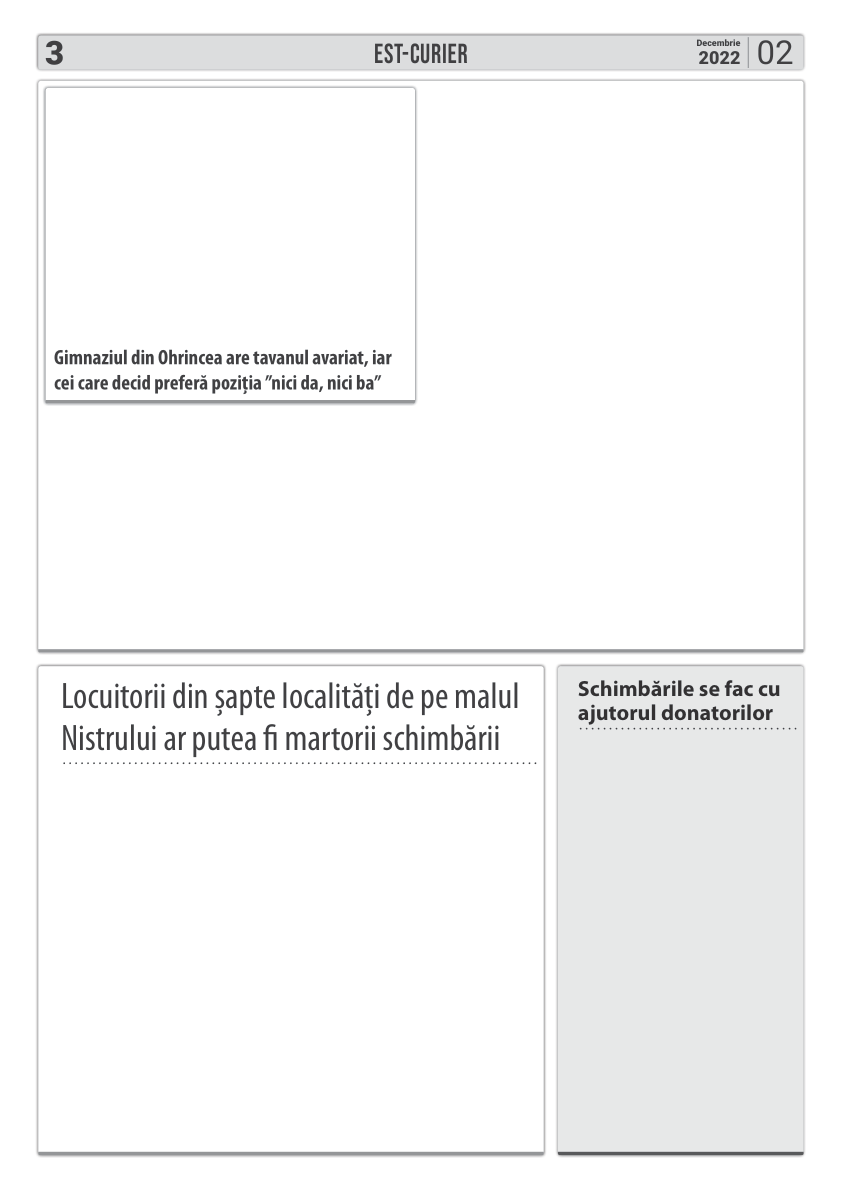 3
EST-CURIER
Decembrie
2022
02
Gimnaziul din Ohrincea are tavanul avariat, iar
cei care decid preferă poziția ”nici da, nici ba”
Locuitorii din șapte localități de pe malul
Nistrului ar putea fi martorii schimbării
Schimbările se fac cu
ajutorul donatorilor